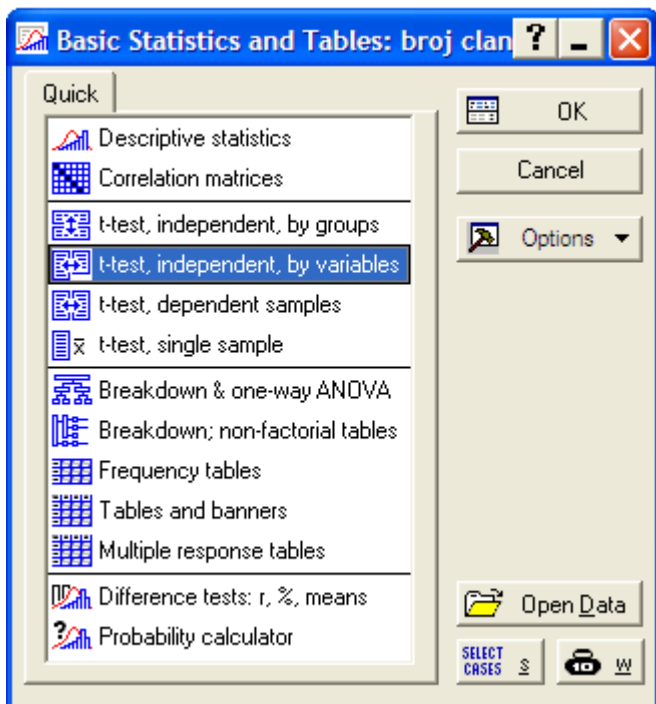 Basic Statistics and Tables: broj clan
Quick
Descriptive statistics
Correlation matrices
t-test, independent, by groups
t-test, independent, by variables
t-test, dependent samples
t-test, single sample
Breakdown & one-way ANOVA
Breakdown; non-factorial tables
Frequency tables
Tables and banners
Multiple response tables
Difference tests: r, %, means
Probability calculator
OK
Cancel
Options
Open Data
SELECT CASES S
W